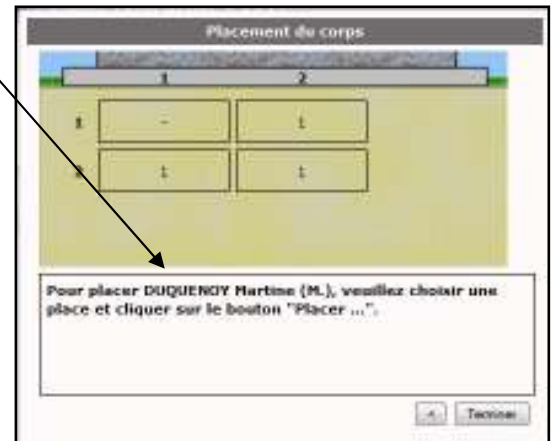 Placement du corps
1 2
1 - 1
2 1 1
Pour placer DUQUENOY Martine (M.), veuillez choisir une
place et cliquer sur le bouton "Placer ...".
< Terminer